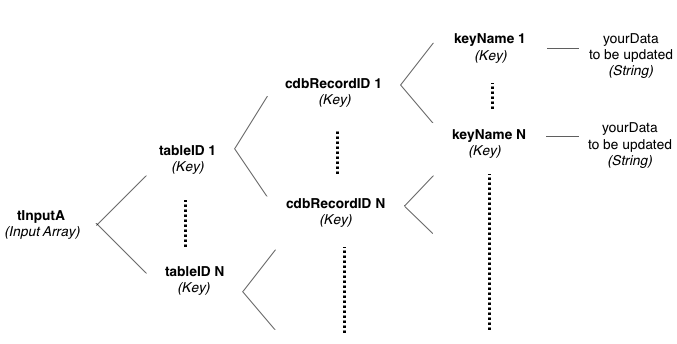 tInputA
(Input Array)
tableID 1
(Key)
tableID N
(Key)
cdbRecordID 1
(Key)
cdbRecordID N
(Key)
keyName 1
(Key)
keyName N
(Key)
yourData
to be updated
(String)
yourData
to be updated
(String)